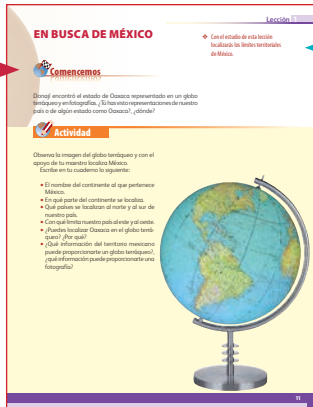 Lección 1
EN BUSCA DE MÉXICO
❖ Con el estudio de esta lección
localizarás los límites territoriales
de México.
Comencemos
Donají encontró el estado de Oaxaca representado en un globo
terráqueo y en fotografías. ¿Tú has visto representaciones de nuestro
país o de algún estado como Oaxaca?, ¿dónde?
Actividad
Observa la imagen del globo terráqueo y con el
apoyo de tu maestro localiza México.
Escribe en tu cuaderno lo siguiente:
• El nombre del continente al que pertenece
México.
• En qué parte del continente se localiza.
• Qué países se localizan al norte y al sur de
nuestro país.
• Con qué limita nuestro país al este y al oeste.
• ¿Puedes localizar Oaxaca en el globo terrá-
queo? ¿Por qué?
• ¿Qué información del territorio mexicano
puede proporcionarte un globo terráqueo?,
¿qué información puede proporcionarte una
fotografía?
11